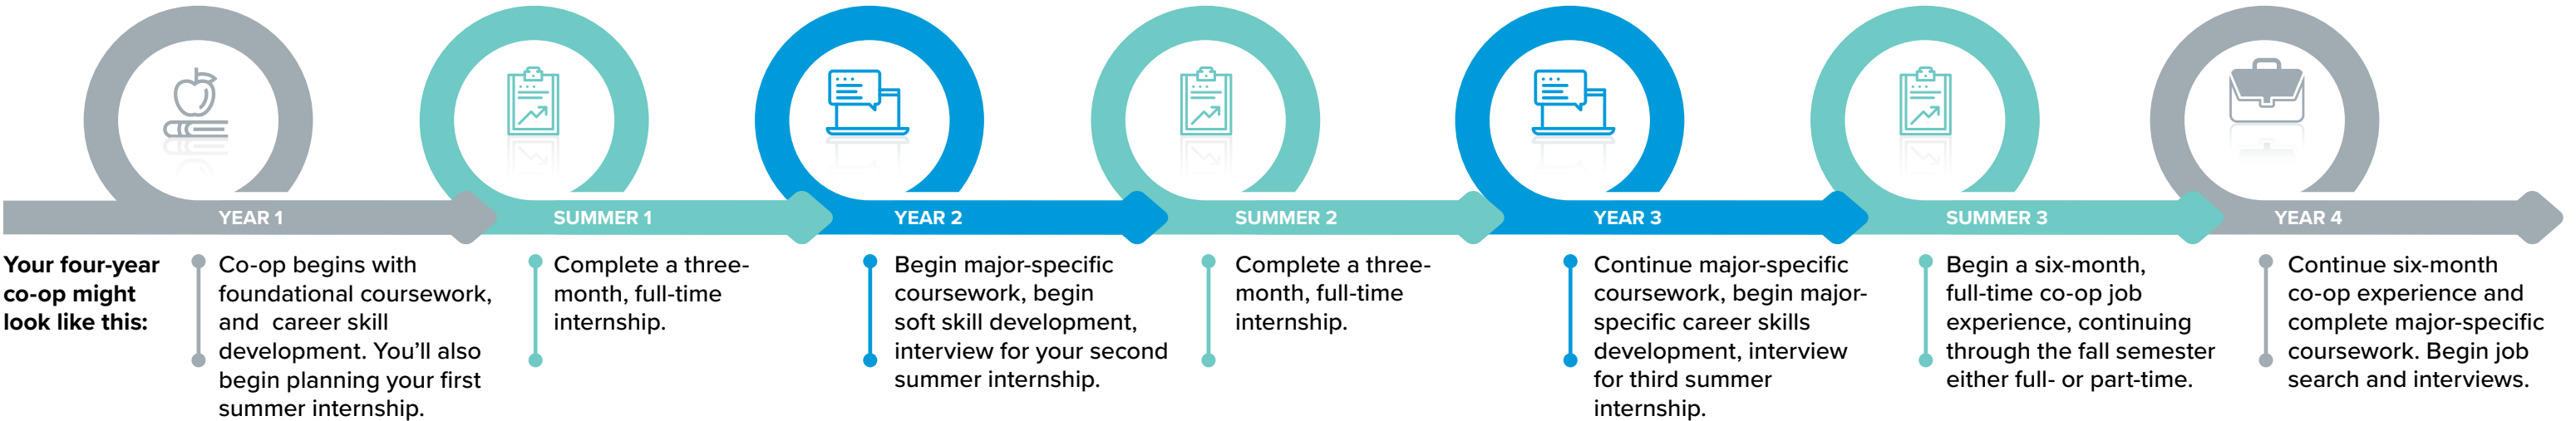 YEAR 1
SUMMER 1
YEAR 2
SUMMER 2
YEAR 3
SUMMER 3
YEAR 4
Your four-year
co-op might
look like this:
Co-op begins with
foundational coursework,
and career skill
development. You’ll also
begin planning your first
summer internship.
Complete a three-
month, full-time
internship.
Begin major-specific
coursework, begin
soft skill development,
interview for your second
summer internship.
Complete a three-
month, full-time
internship.
Continue major-specific
coursework, begin major-
specific career skills
development, interview
for third summer
internship.
Begin a six-month,
full-time co-op job
experience, continuing
through the fall semester
either full- or part-time.
Continue six-month
co-op experience and
complete major-specific
coursework. Begin job
search and interviews.